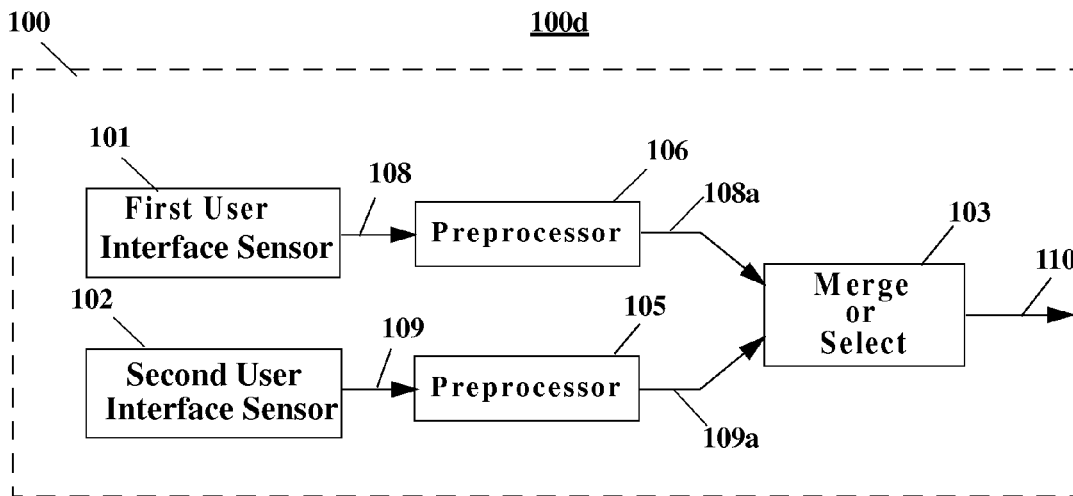 100
100d
101
First User
Interface Sensor
108
106
Preprocessor
108a
103
Merge
or
Select
110
102
Second User
Interface Sensor
109
105
Preprocessor
109a